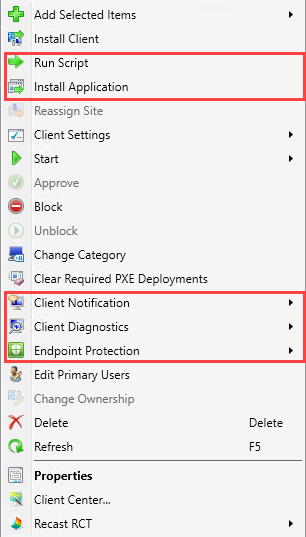 Add Selected Items
Install Client
Run Script
Install Application
Reassign Site
Client Settings
Start
Approve
Block
Unblock
Change Category
Clear Required PXE Deployments
Client Notification
Client Diagnostics
Endpoint Protection
Edit Primary Users
Change Ownership
Delete Delete
Refresh F5
Properties
Client Center...
Recast RCT